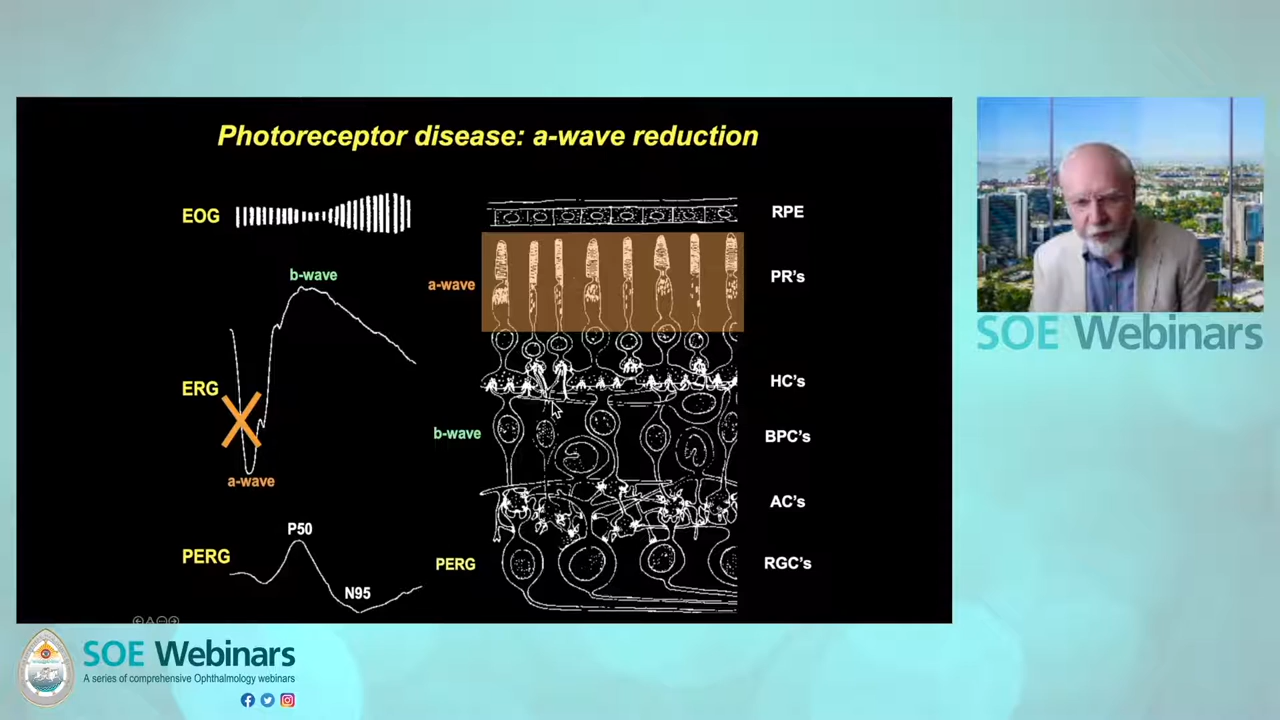 Photoreceptor disease: a-wave reduction
EOG
RPE
b-wave
a-wave
PR's
ERG
HC's
b-wave
BPC's
a-wave
AC's
P50
PERG
PERG
RGC's
N95
SOE Webinars
SOE Webinars
A series of comprehensive Ophthalmology webinars